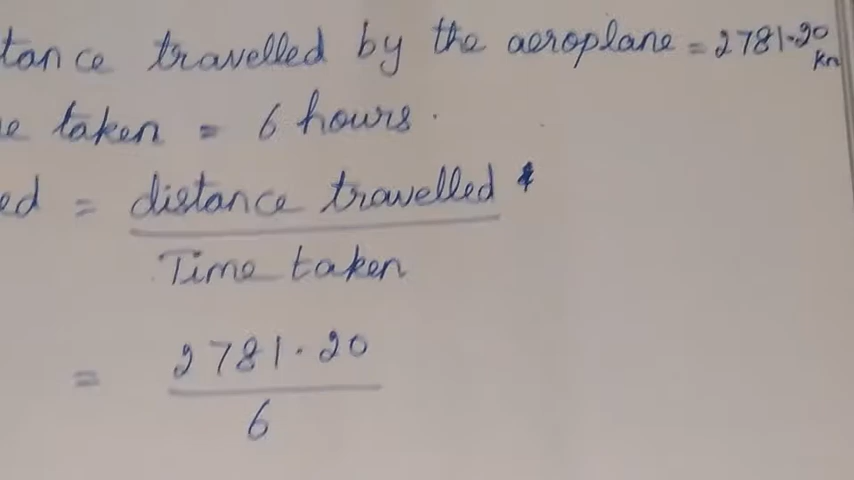 tance travelled by the aeroplane = 2781.20 km
e taken = 6 hours.
ed = distance travelled
Time taken
= 2781.20
6